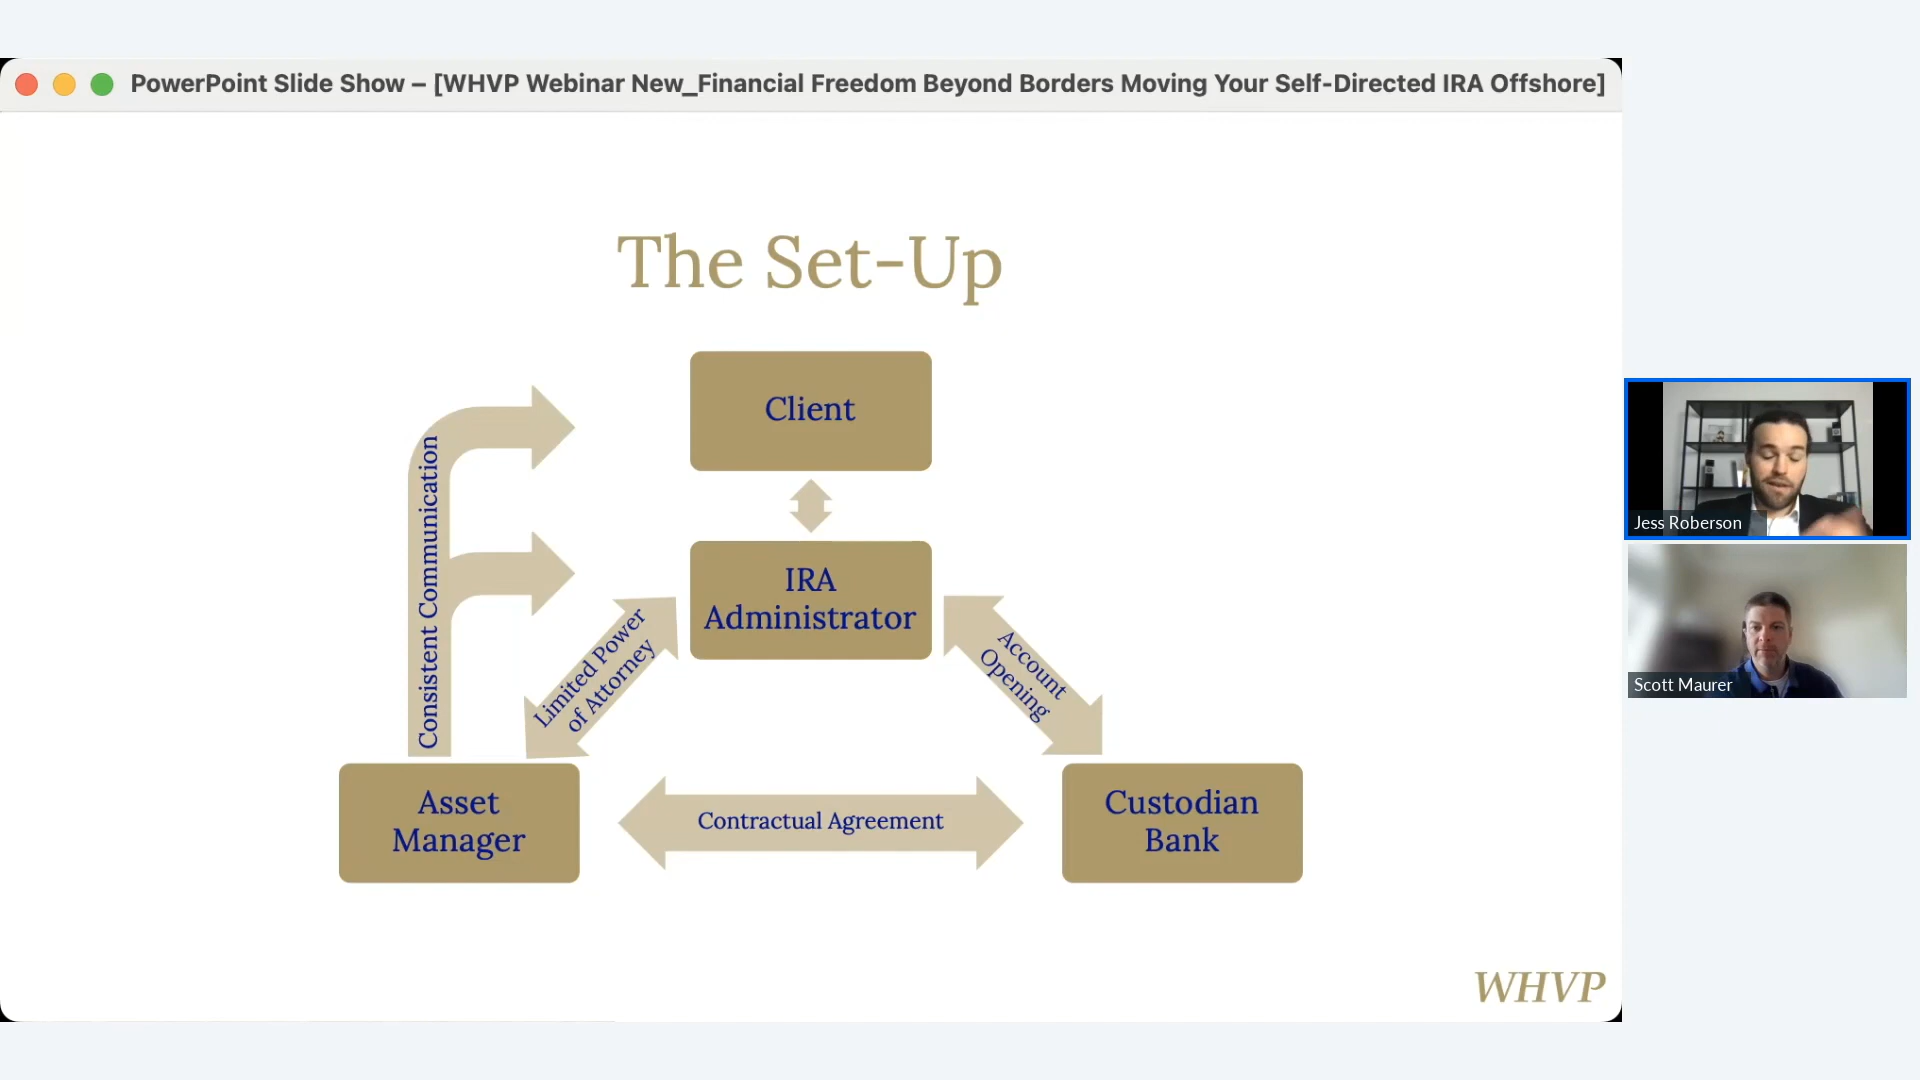 PowerPoint Slide Show – [WHVP Webinar New_Financial Freedom Beyond Borders Moving Your Self-Directed IRA Offshore]
The Set-Up
Client
Consistent Communication
IRA
Administrator
Limited Power
of Attorney
Account
Opening
Asset
Manager
Contractual Agreement
Custodian
Bank
WHVP
Jess Roberson
Scott Maurer